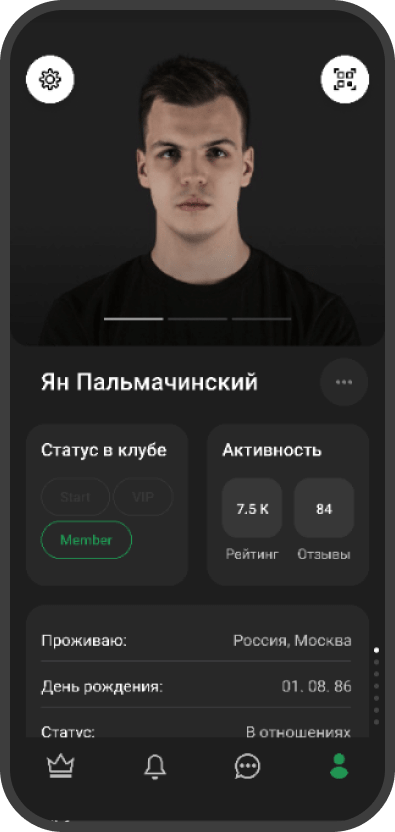 Ян Пальмачинский
Статус в клубе
Start VIP
Member
Активность
7.5 K 84
Рейтинг Отзывы
Проживаю: Россия, Москва
День рождения: 01. 08. 86
Статус: В отношениях